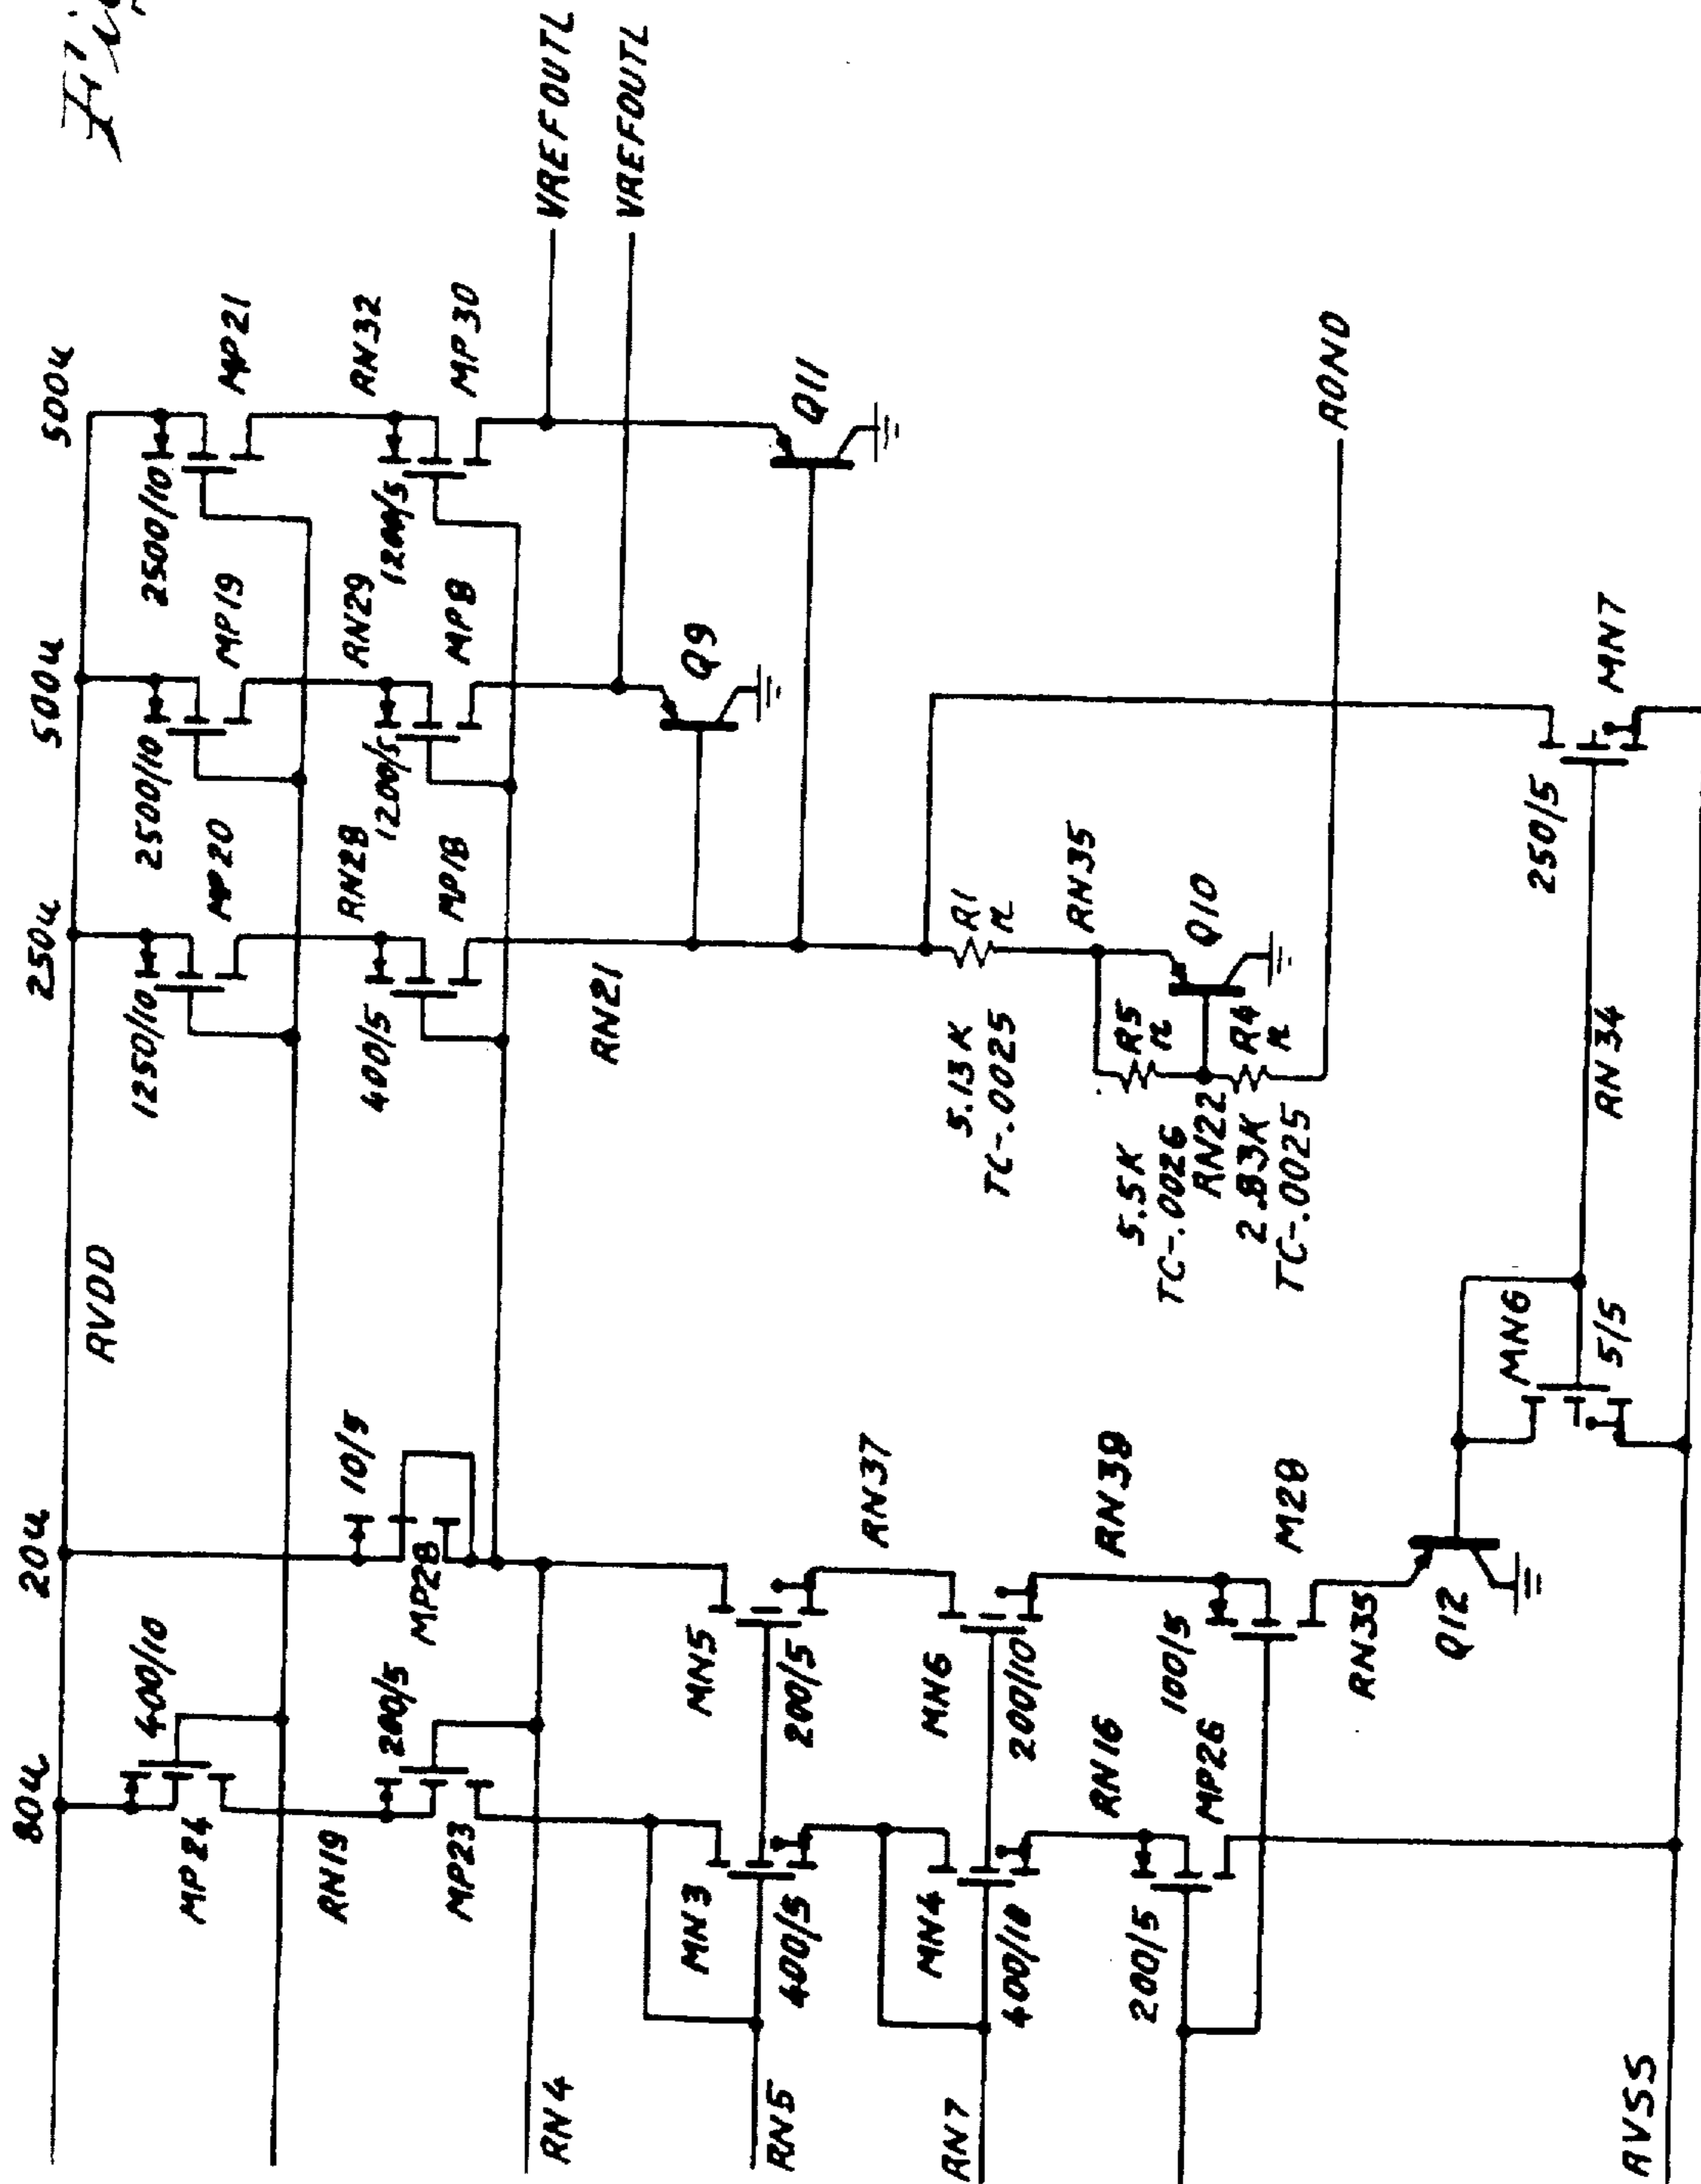 80u
20u
250u
500u
500u
RVDD
400/10
10/5
1250/10
2500/10
2500/10
MP24
MP20
MP19
MP21
RN19
RN28
RN29
RN32
200/5
400/5
1200/5
1200/5
MP23
MP28
MP18
MP8
MP30
RN4
VREFOUTL
VREFOUTL
RN21
Q9
Q11
MN3
MN5
400/5
200/5
RN5
RN37
5.13K
TC-.0025
R1
R
RN35
MN4
MN6
400/10
200/10
RN7
RN38
5.5K
TC-.0026
R5
R
Q10
RN22
2.83K
TC-.0025
R4
R
AGND
RN16
200/5
MP26
100/5
M28
RN35
Q12
MN6
5/5
RN34
250/5
MN7
RVSS